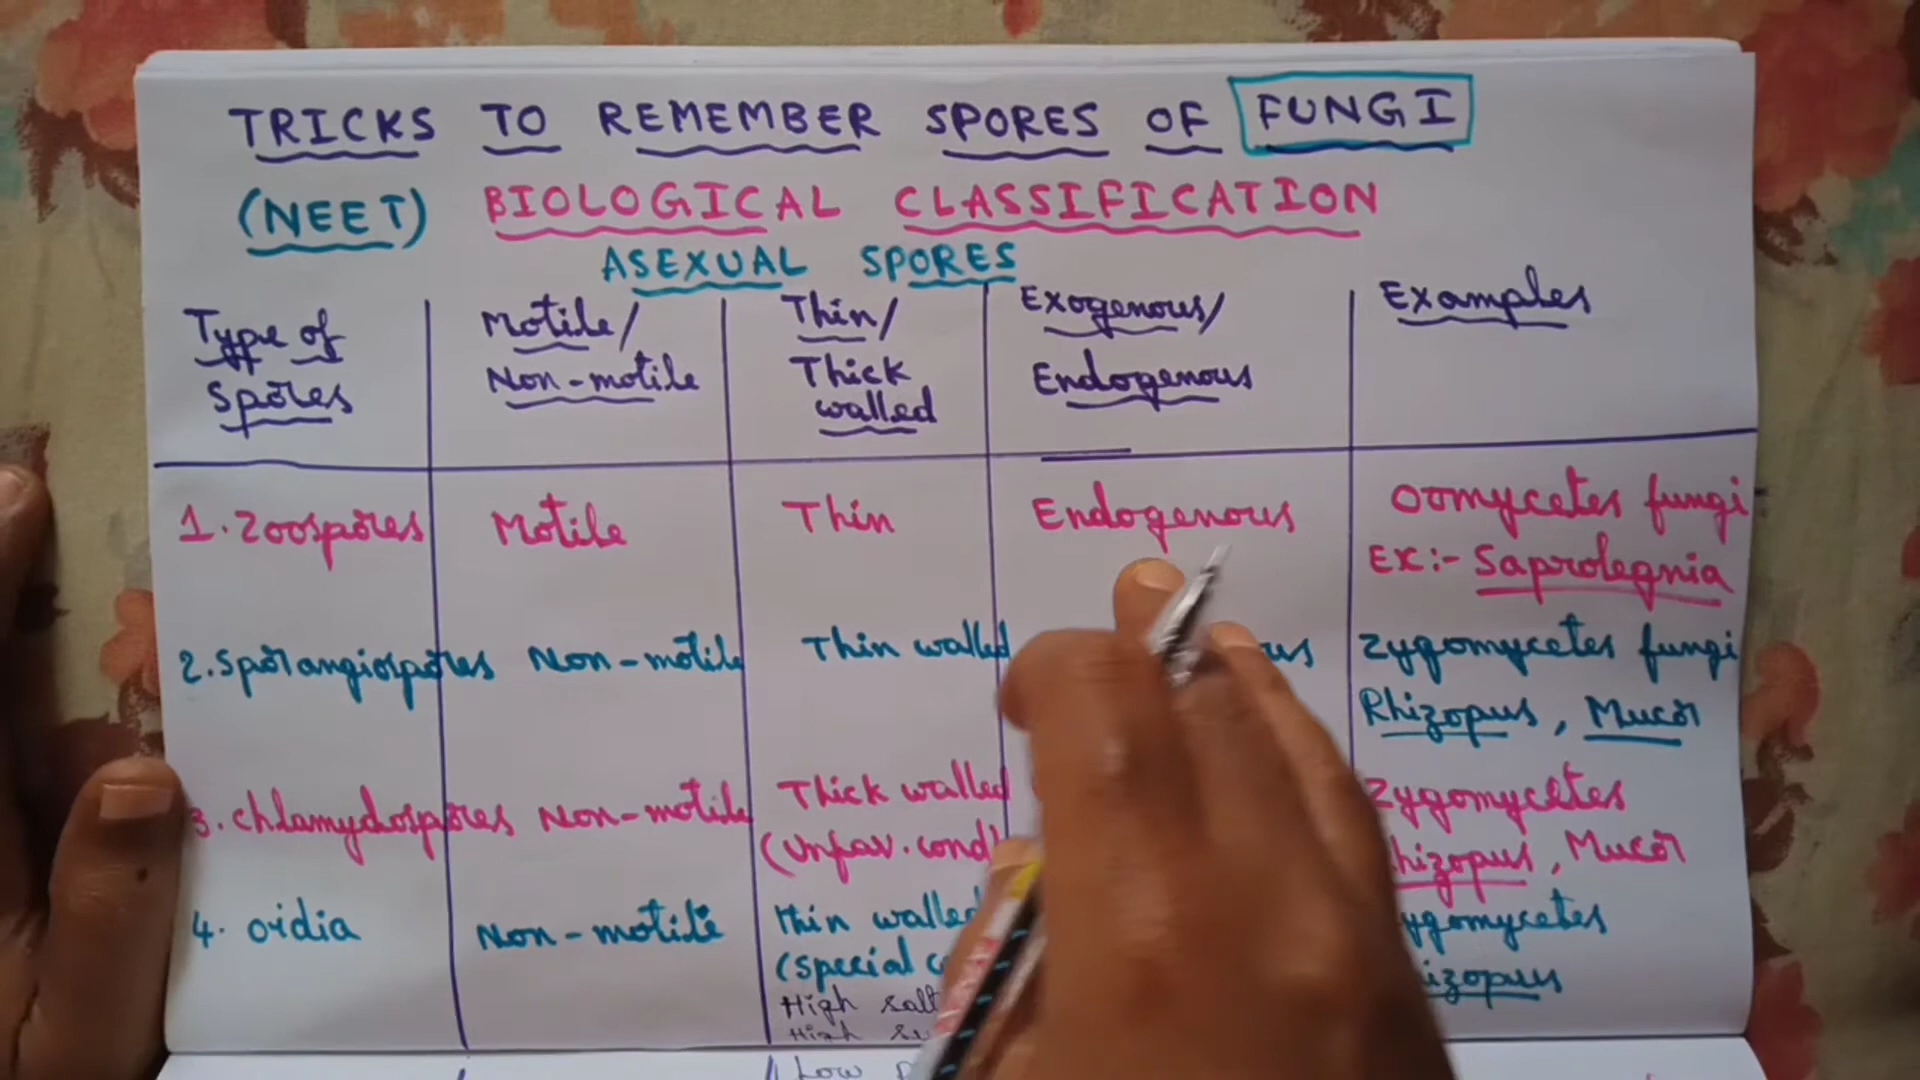 TRICKS TO REMEMBER SPORES OF FUNGI
(NEET) BIOLOGICAL CLASSIFICATION
ASEXUAL SPORES
Type of Spores
Motile/ Non-motile
Thin/ Thick walled
Exogenous/ Endogenous
Examples
1. Zoospores
Motile
Thin
Endogenous
Oomycetes fungi
Ex:- Saprolegnia
2. Sporangiospores
Non-motile
Thin walled
Zygomycetes fungi
Rhizopus, Mucor
3. Chlamydospores
Non-motile
Thick walled
(Unfav. cond)
Zygomycetes
Mucor
4. Oidia
Non-motile
thin walled
(special
High salt
High
Low